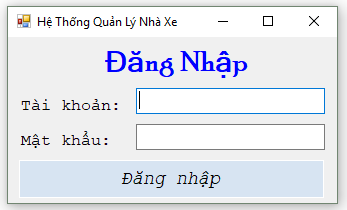 Hệ Thống Quản Lý Nhà Xe
Đăng Nhập
Tài khoản:
Mật khẩu:
Đăng nhập